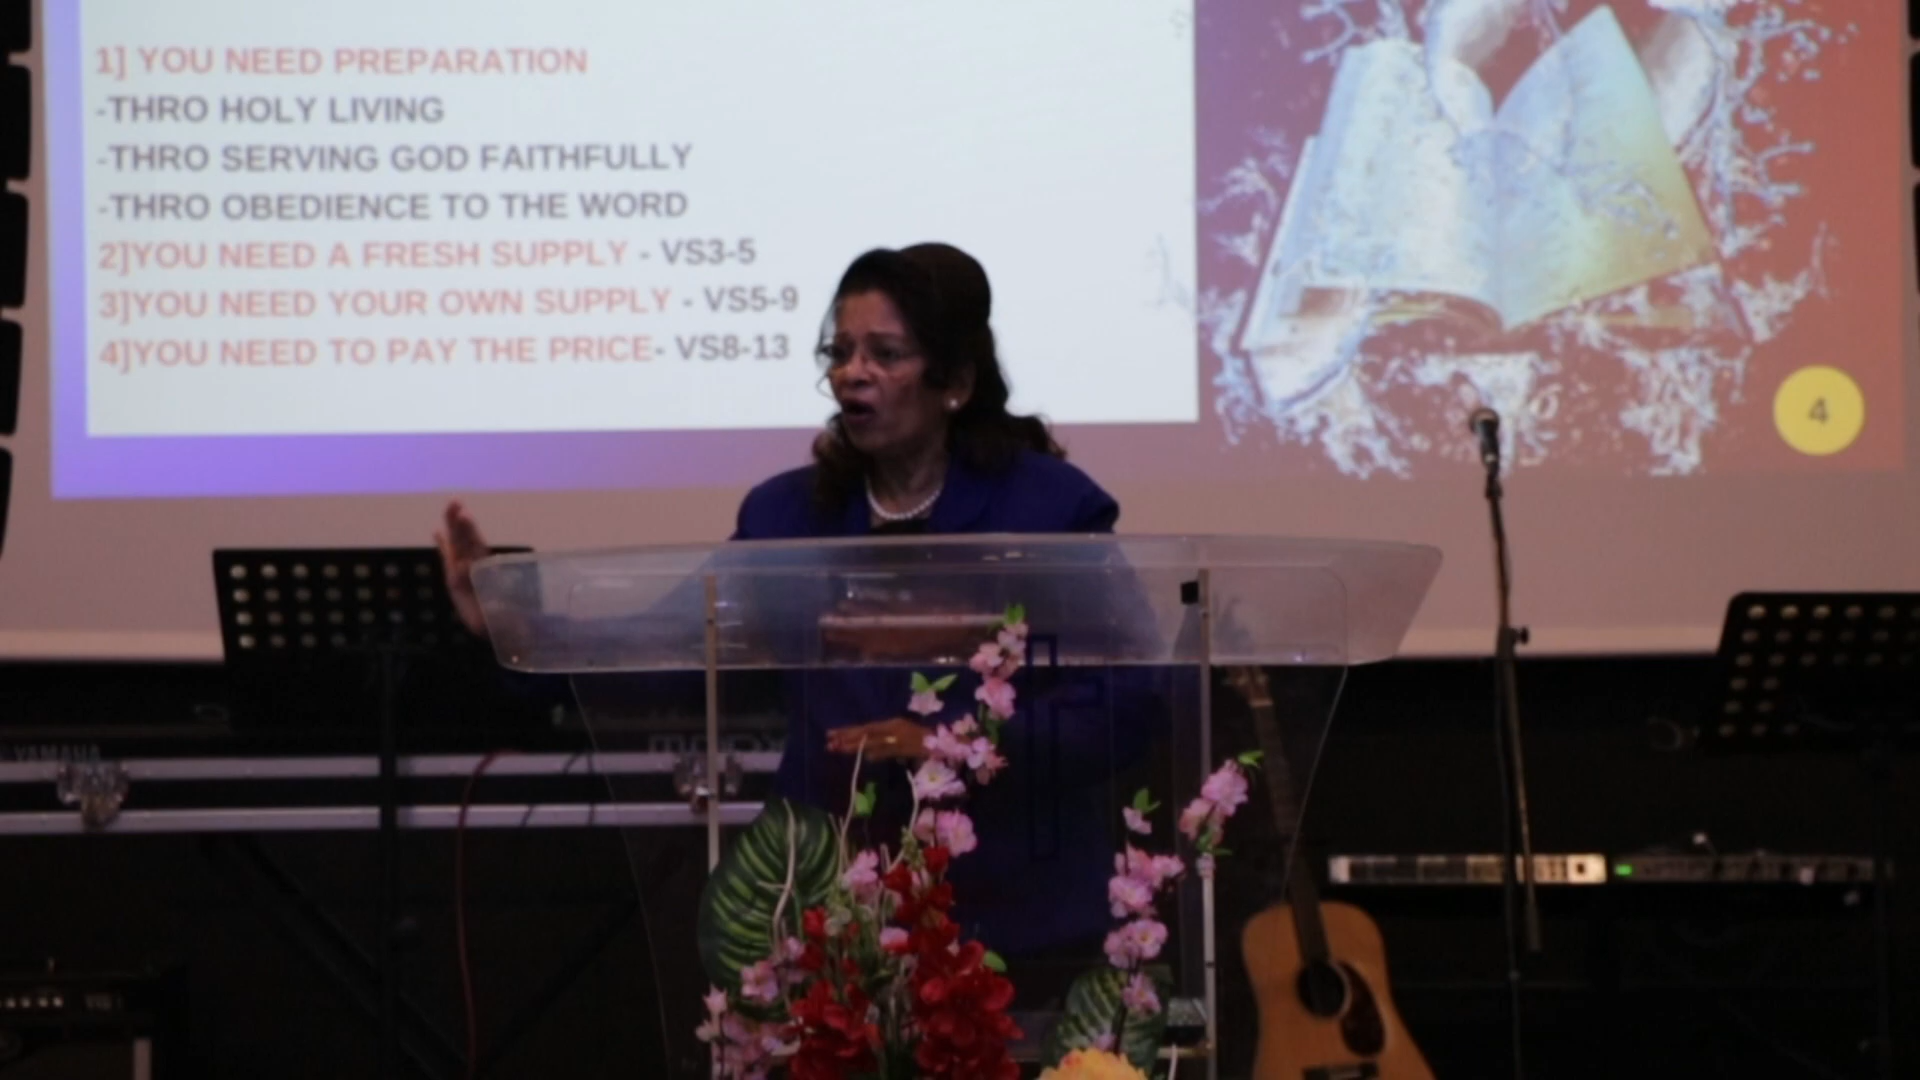 1] YOU NEED PREPARATION
-THRO HOLY LIVING
-THRO SERVING GOD FAITHFULLY
-THRO OBEDIENCE TO THE WORD
2]YOU NEED A FRESH SUPPLY - VS3-5
3]YOU NEED YOUR OWN SUPPLY - VS5-9
4]YOU NEED TO PAY THE PRICE- VS8-13
4
YAMAHA